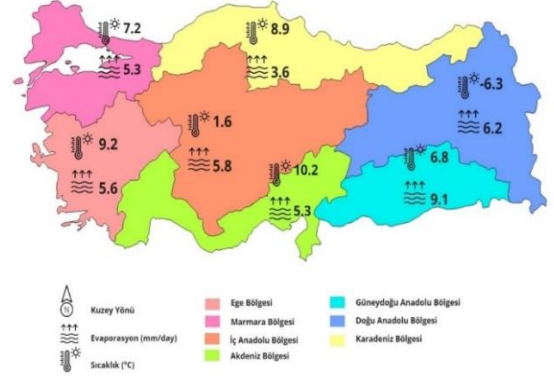 7.2
5.3
8.9
3.6
-6.3
6.2
9.2
5.6
1.6
5.8
10.2
5.3
6.8
9.1
N
Kuzey Yönü
Evaporasyon (mm/day)
Sıcaklık (°C)
Ege Bölgesi
Marmara Bölgesi
İç Anadolu Bölgesi
Akdeniz Bölgesi
Güneydoğu Anadolu Bölgesi
Doğu Anadolu Bölgesi
Karadeniz Bölgesi